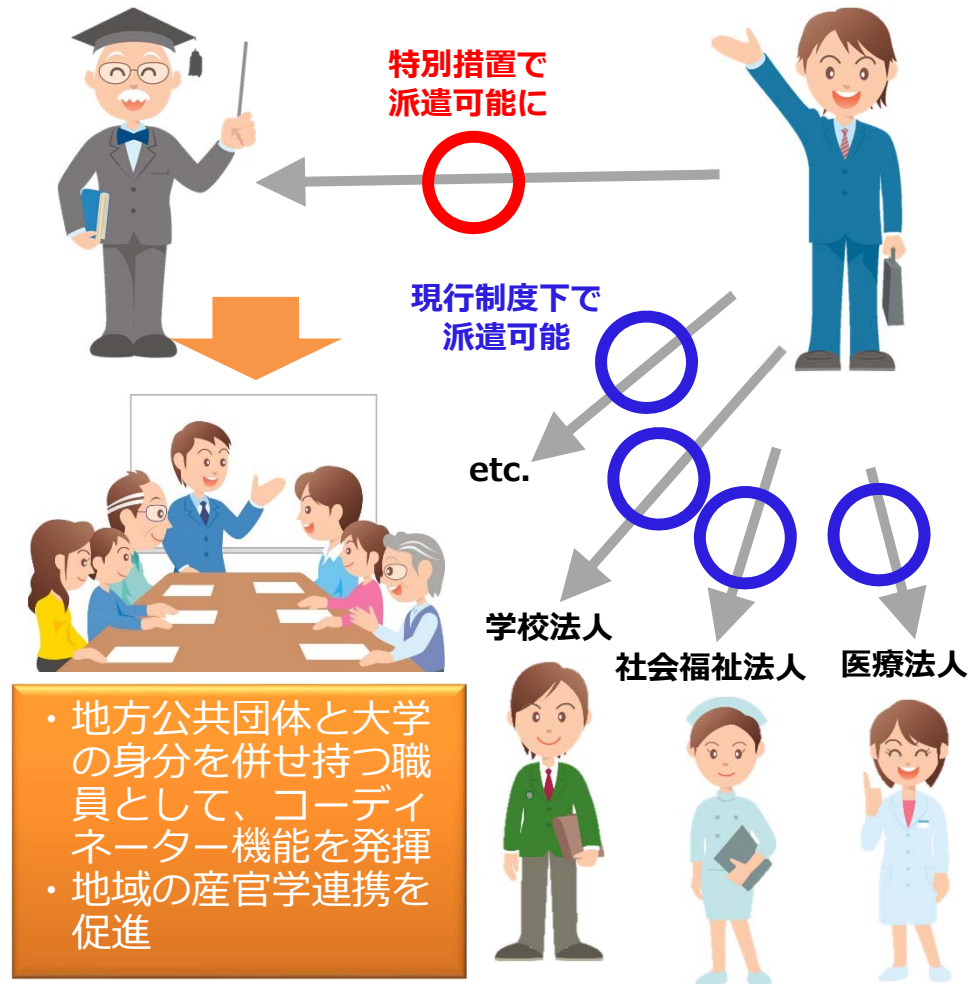 特別措置で
派遣可能に
現行制度下で
派遣可能
etc.
学校法人
社会福祉法人
医療法人
・地方公共団体と大学
の身分を併せ持つ職
員として、コーディ
ネーター機能を発揮
・地域の産官学連携を
促進